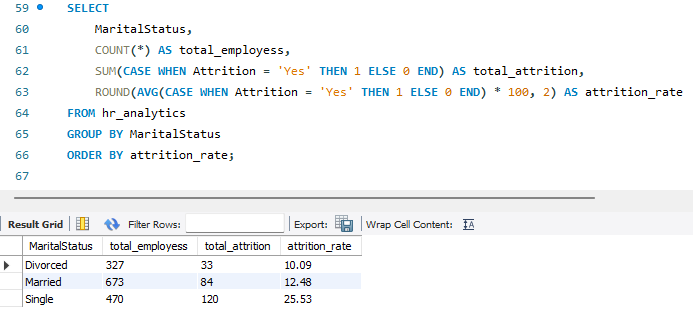 59 SELECT
60 MaritalStatus,
61 COUNT(*) AS total_employess,
62 SUM(CASE WHEN Attrition = 'Yes' THEN 1 ELSE 0 END) AS total_attrition,
63 ROUND(AVG(CASE WHEN Attrition = 'Yes' THEN 1 ELSE 0 END) * 100, 2) AS attrition_rate
64 FROM hr_analytics
65 GROUP BY MaritalStatus
66 ORDER BY attrition_rate;
67
Result Grid Filter Rows: Export: Wrap Cell Content: IA
MaritalStatus total_employess total_attrition attrition_rate
Divorced 327 33 10.09
Married 673 84 12.48
Single 470 120 25.53